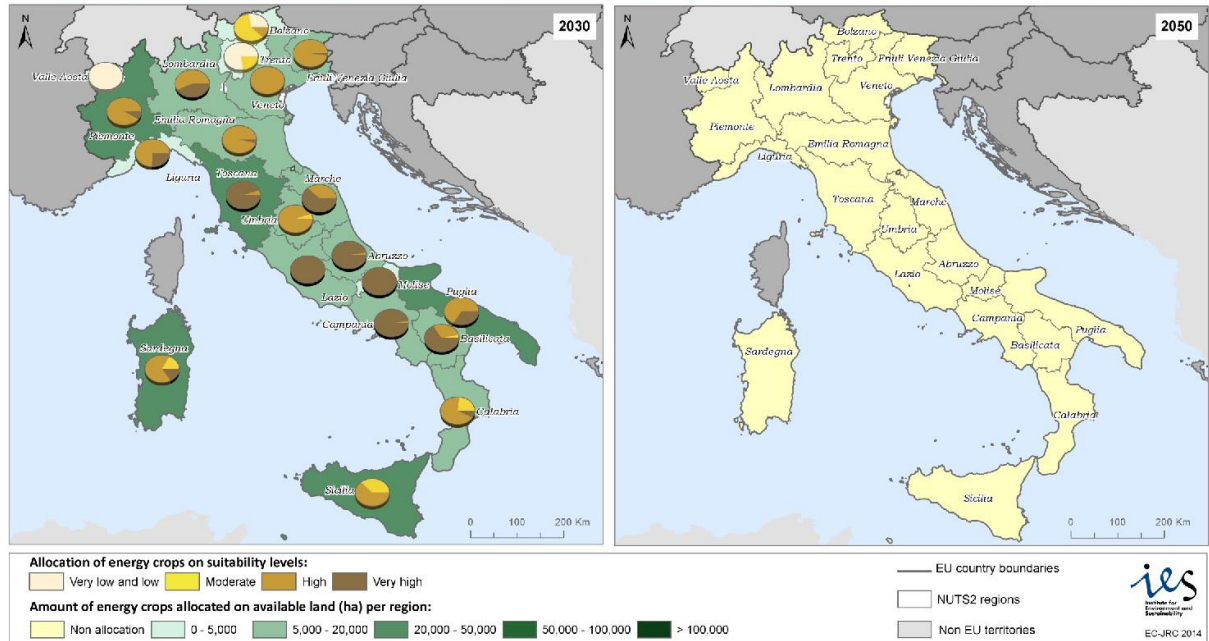 N
2030
Bolzano
Trento
Lombardia
Valle Aosta
Friuli Venezia Giulia
Veneto
Emilia Romagna
Piemonte
Liguria
Toscana
Marche
Umbria
Abruzzo
Molise
Lazio
Puglia
Campania
Basilicata
Sardegna
Calabria
Sicilia
0 100 200 Km
N
2050
Bolzano
Trento
Friuli Venezia Giulia
Valle Aosta
Lombardia
Veneto
Piemonte
Emilia Romagna
Liguria
Toscana
Marche
Umbria
Abruzzo
Lazio
Molise
Campania
Puglia
Basilicata
Sardegna
Calabria
Sicilia
0 100 200 Km
Allocation of energy crops on suitability levels:
Very low and low Moderate High Very high
Amount of energy crops allocated on available land (ha) per region:
Non allocation 0 - 5,000 5,000 - 20,000 20,000 - 50,000 50,000 - 100,000 > 100,000
EU country boundaries
NUTS2 regions
Non EU territories
ies
Institute for
Environment and
Sustainability
EC-JRC 2014